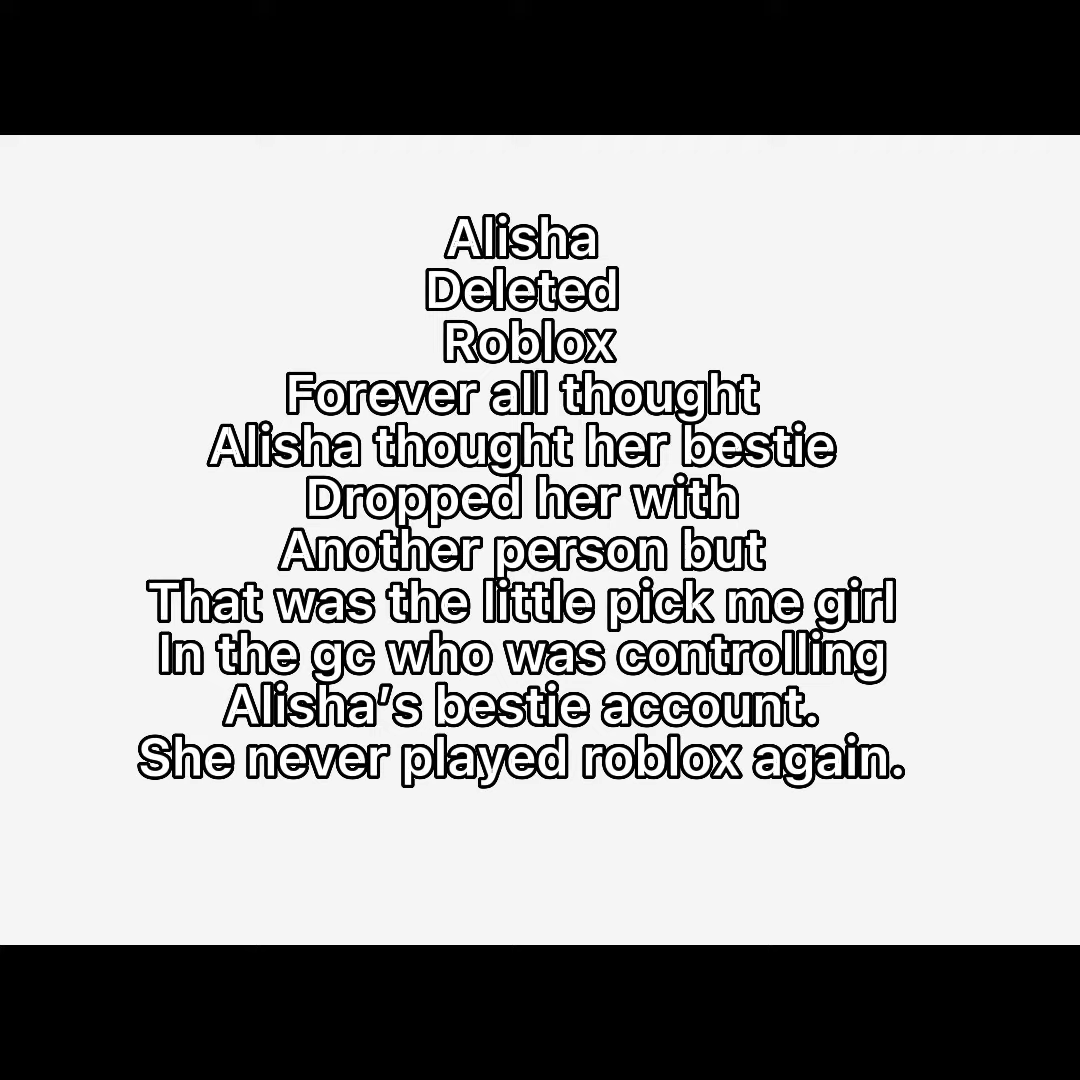 Alisha
Deleted
Roblox
Forever all thought
Alisha thought her bestie
Dropped her with
Another person but
That was the little pick me girl
In the gc who was controlling
Alisha’s bestie account.
She never played roblox again.